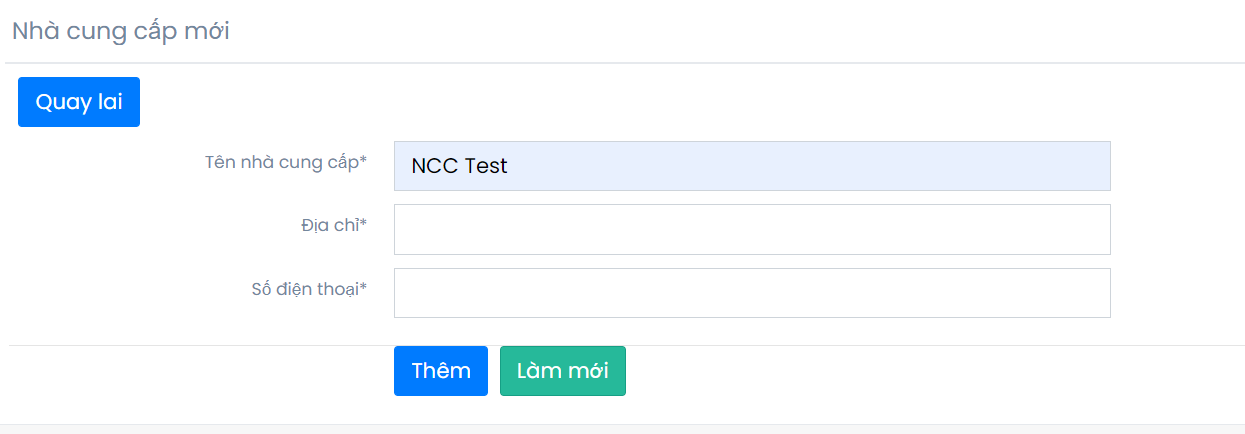 Nhà cung cấp mới
Quay lai
Tên nhà cung cấp* NCC Test
Địa chỉ*
Số điện thoại*
Thêm Làm mới